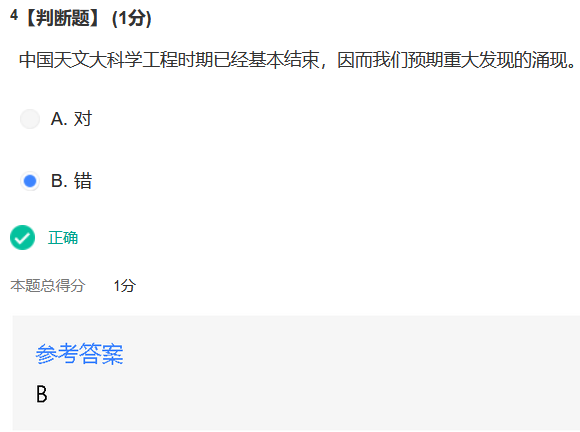 4【判断题】 (1分)
中国天文大科学工程时期已经基本结束，因而我们预期重大发现的涌现。
A. 对
B. 错
正确
本题总得分 1分
参考答案
B